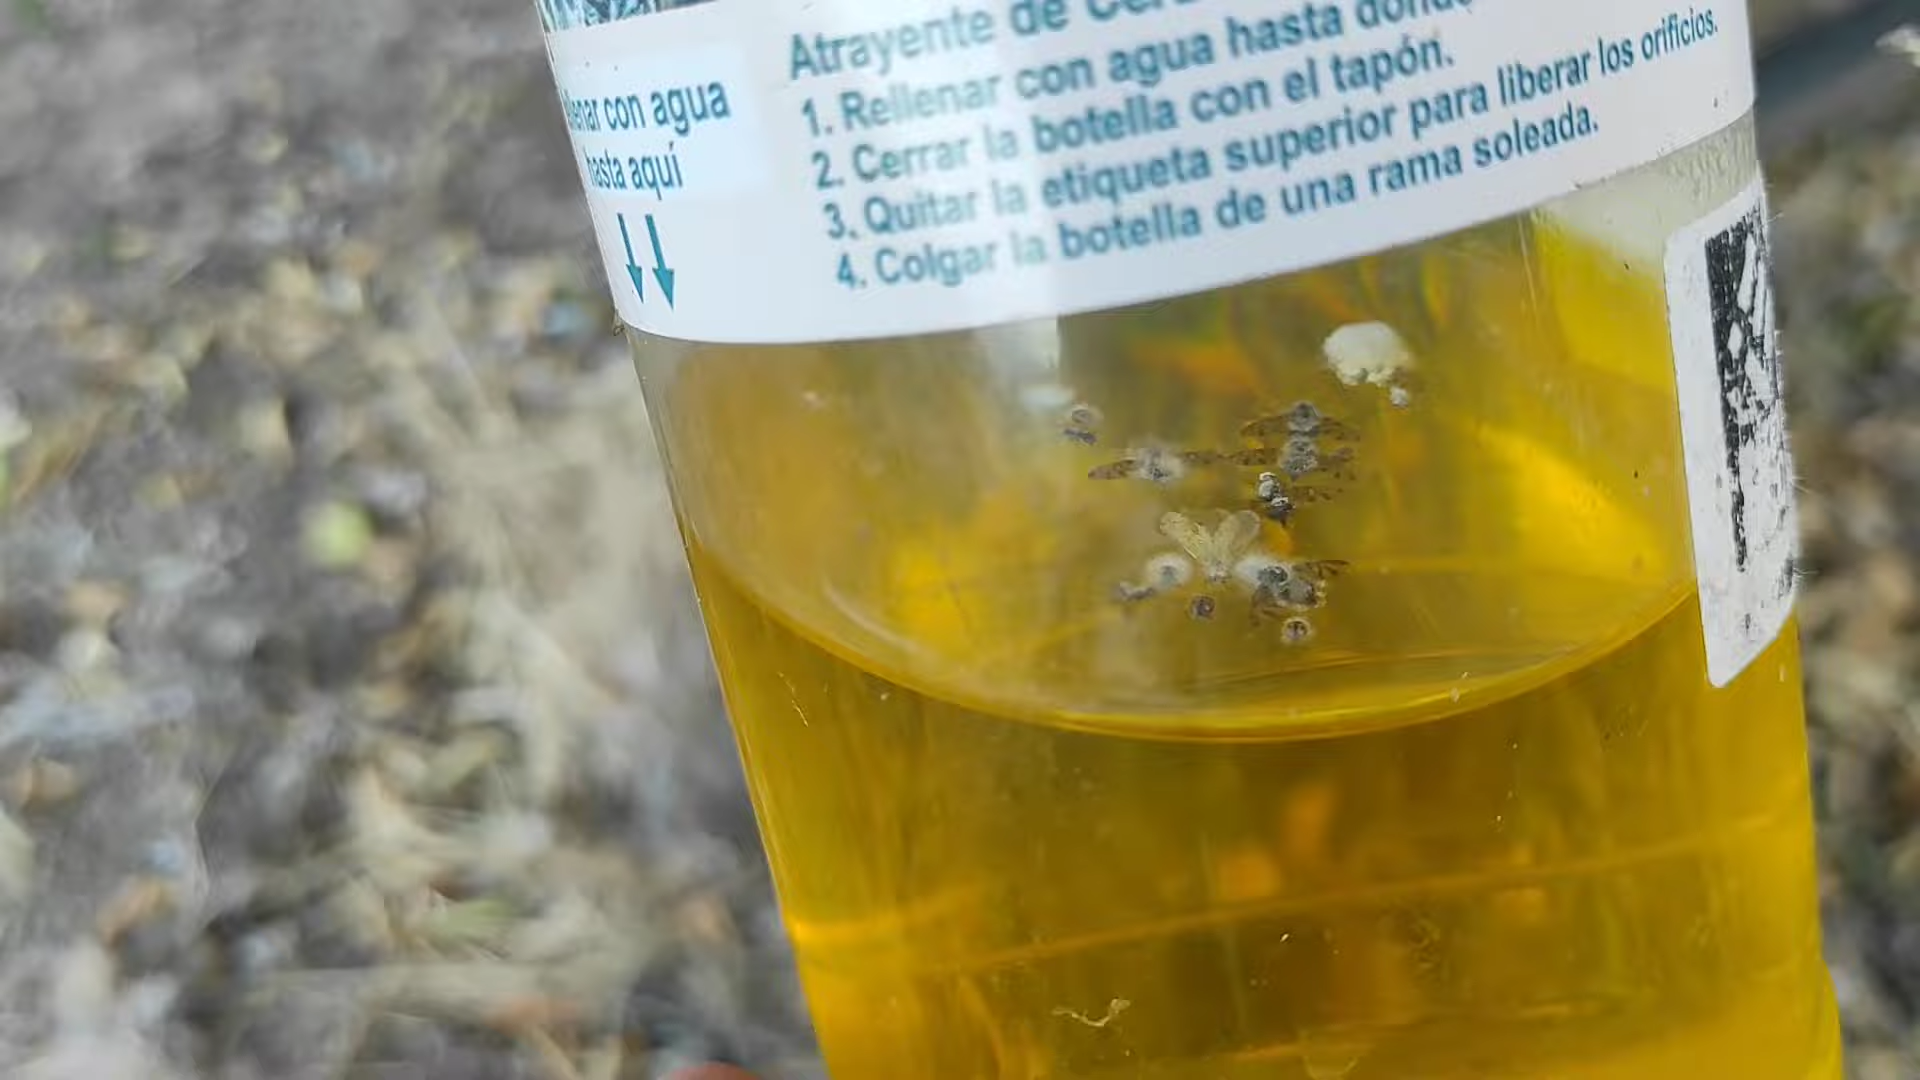 Atrayente de
1. Rellenar con agua hasta donde
2. Cerrar la botella con el tapón.
3. Quitar la etiqueta superior para liberar los orificios.
4. Colgar la botella de una rama soleada.
llenar con agua
hasta aquí